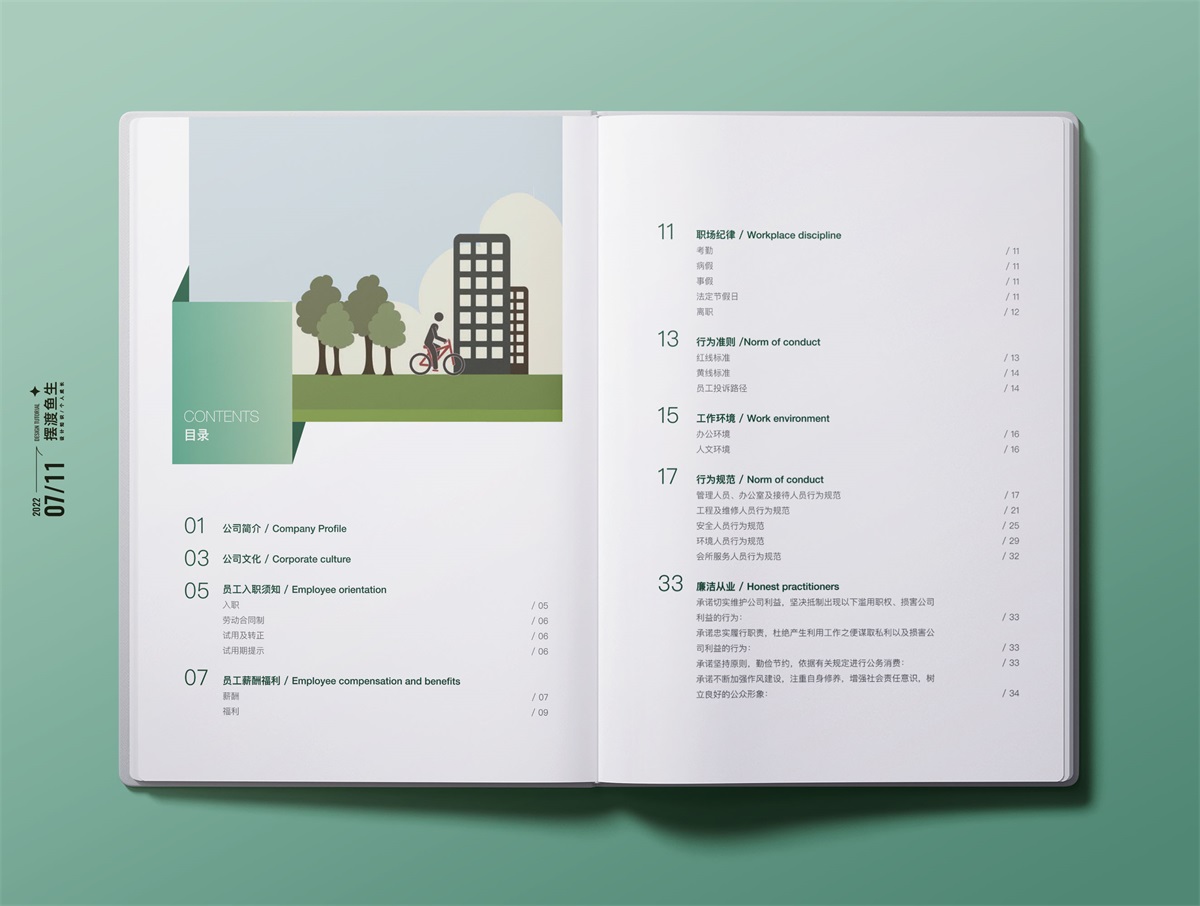 2022
07/11
DESIGN TUTORIAL
摆渡鱼生
设计知识/个人成长
CONTENTS
目录
01 公司简介 / Company Profile
03 公司文化 / Corporate culture
05 员工入职须知 / Employee orientation
入职 / 05
劳动合同制 / 06
试用及转正 / 06
试用期提示 / 06
07 员工薪酬福利 / Employee compensation and benefits
薪酬 / 07
福利 / 09
11 职场纪律 / Workplace discipline
考勤 / 11
病假 / 11
事假 / 11
法定节假日 / 11
离职 / 12
13 行为准则 /Norm of conduct
红线标准 / 13
黄线标准 / 14
员工投诉路径 / 14
15 工作环境 / Work environment
办公环境 / 16
人文环境 / 16
17 行为规范 / Norm of conduct
管理人员、办公室及接待人员行为规范 / 17
工程及维修人员行为规范 / 21
安全人员行为规范 / 25
环境人员行为规范 / 29
会所服务人员行为规范 / 32
33 廉洁从业 / Honest practitioners
承诺切实维护公司利益，坚决抵制出现以下滥用职权、损害公司
利益的行为： / 33
承诺忠实履行职责，杜绝产生利用工作之便谋取私利以及损害公
司利益的行为： / 33
承诺坚持原则，勤俭节约，依据有关规定进行公务消费： / 33
承诺不断加强作风建设，注重自身修养、增强社会责任意识，树
立良好的公众形象： / 34